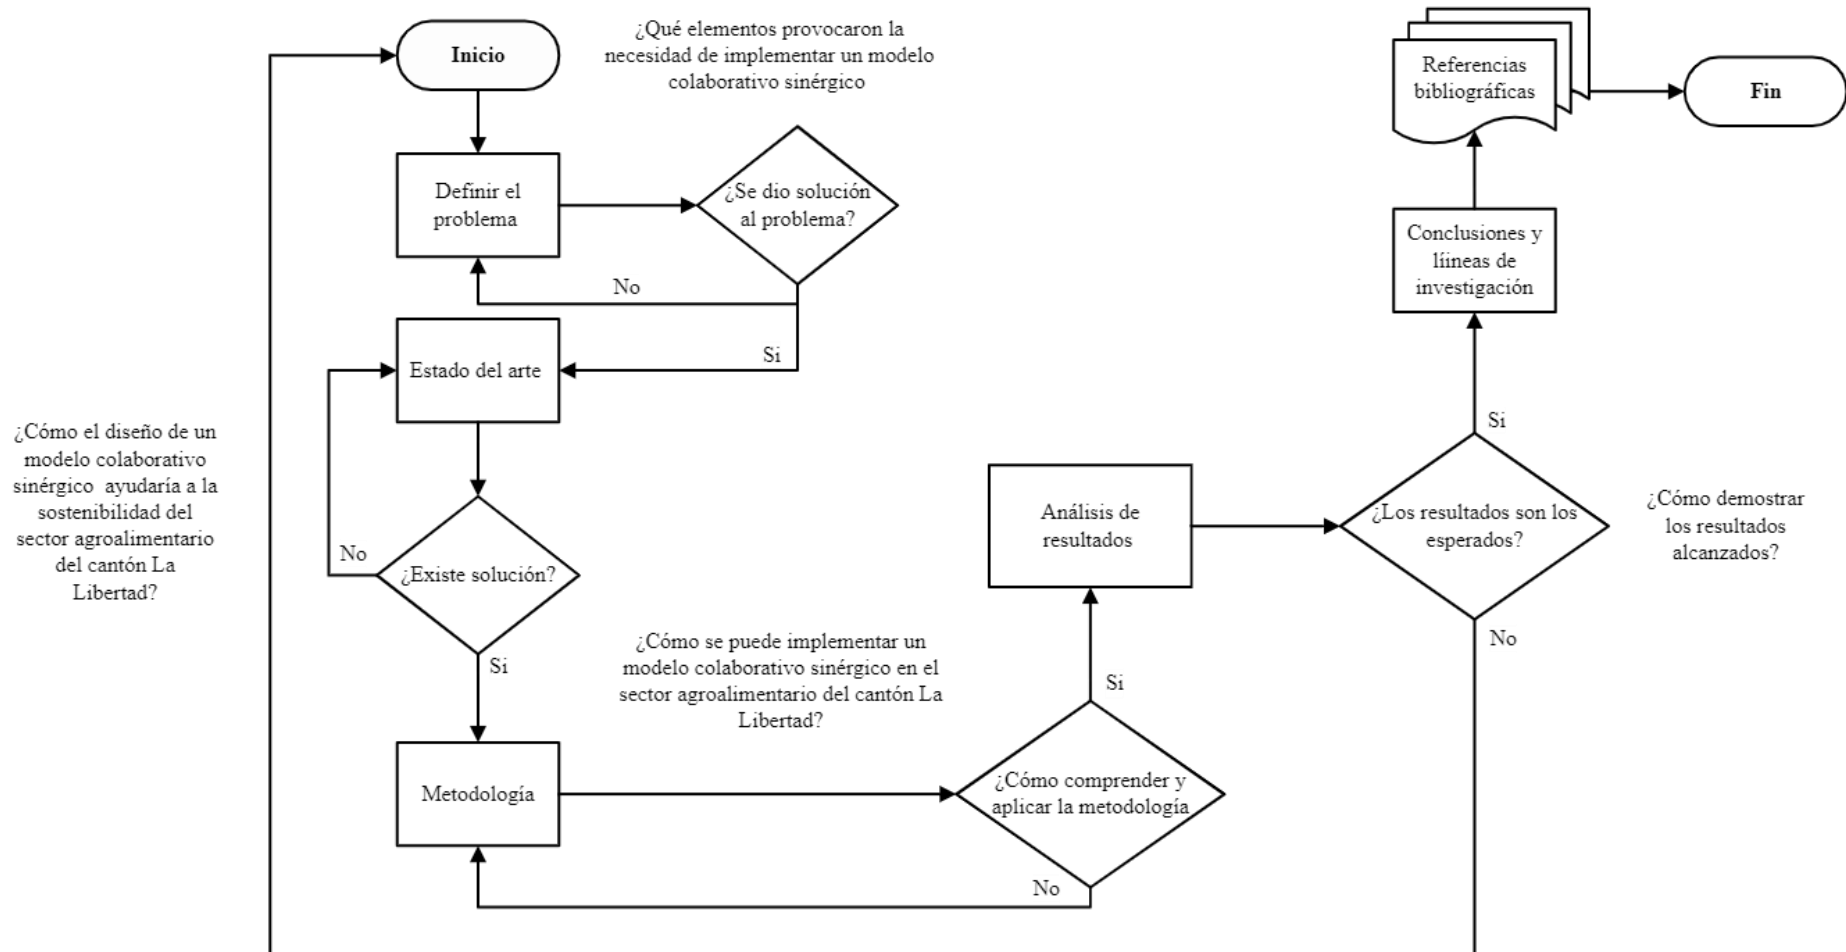 Inicio
¿Qué elementos provocaron la
necesidad de implementar un modelo
colaborativo sinérgico
Definir el
problema
¿Se dio solución
al problema?
No
Si
Estado del arte
¿Cómo el diseño de un
modelo colaborativo
sinérgico ayudaría a la
sostenibilidad del
sector agroalimentario
del cantón La
Libertad?
No
¿Existe solución?
Si
Metodología
¿Cómo se puede implementar un
modelo colaborativo sinérgico en el
sector agroalimentario del cantón La
Libertad?
¿Cómo comprender y
aplicar la metodología
No
Si
Análisis de
resultados
¿Los resultados son los
esperados?
¿Cómo demostrar
los resultados
alcanzados?
No
Si
Conclusiones y
líineas de
investigación
Referencias
bibliográficas
Fin